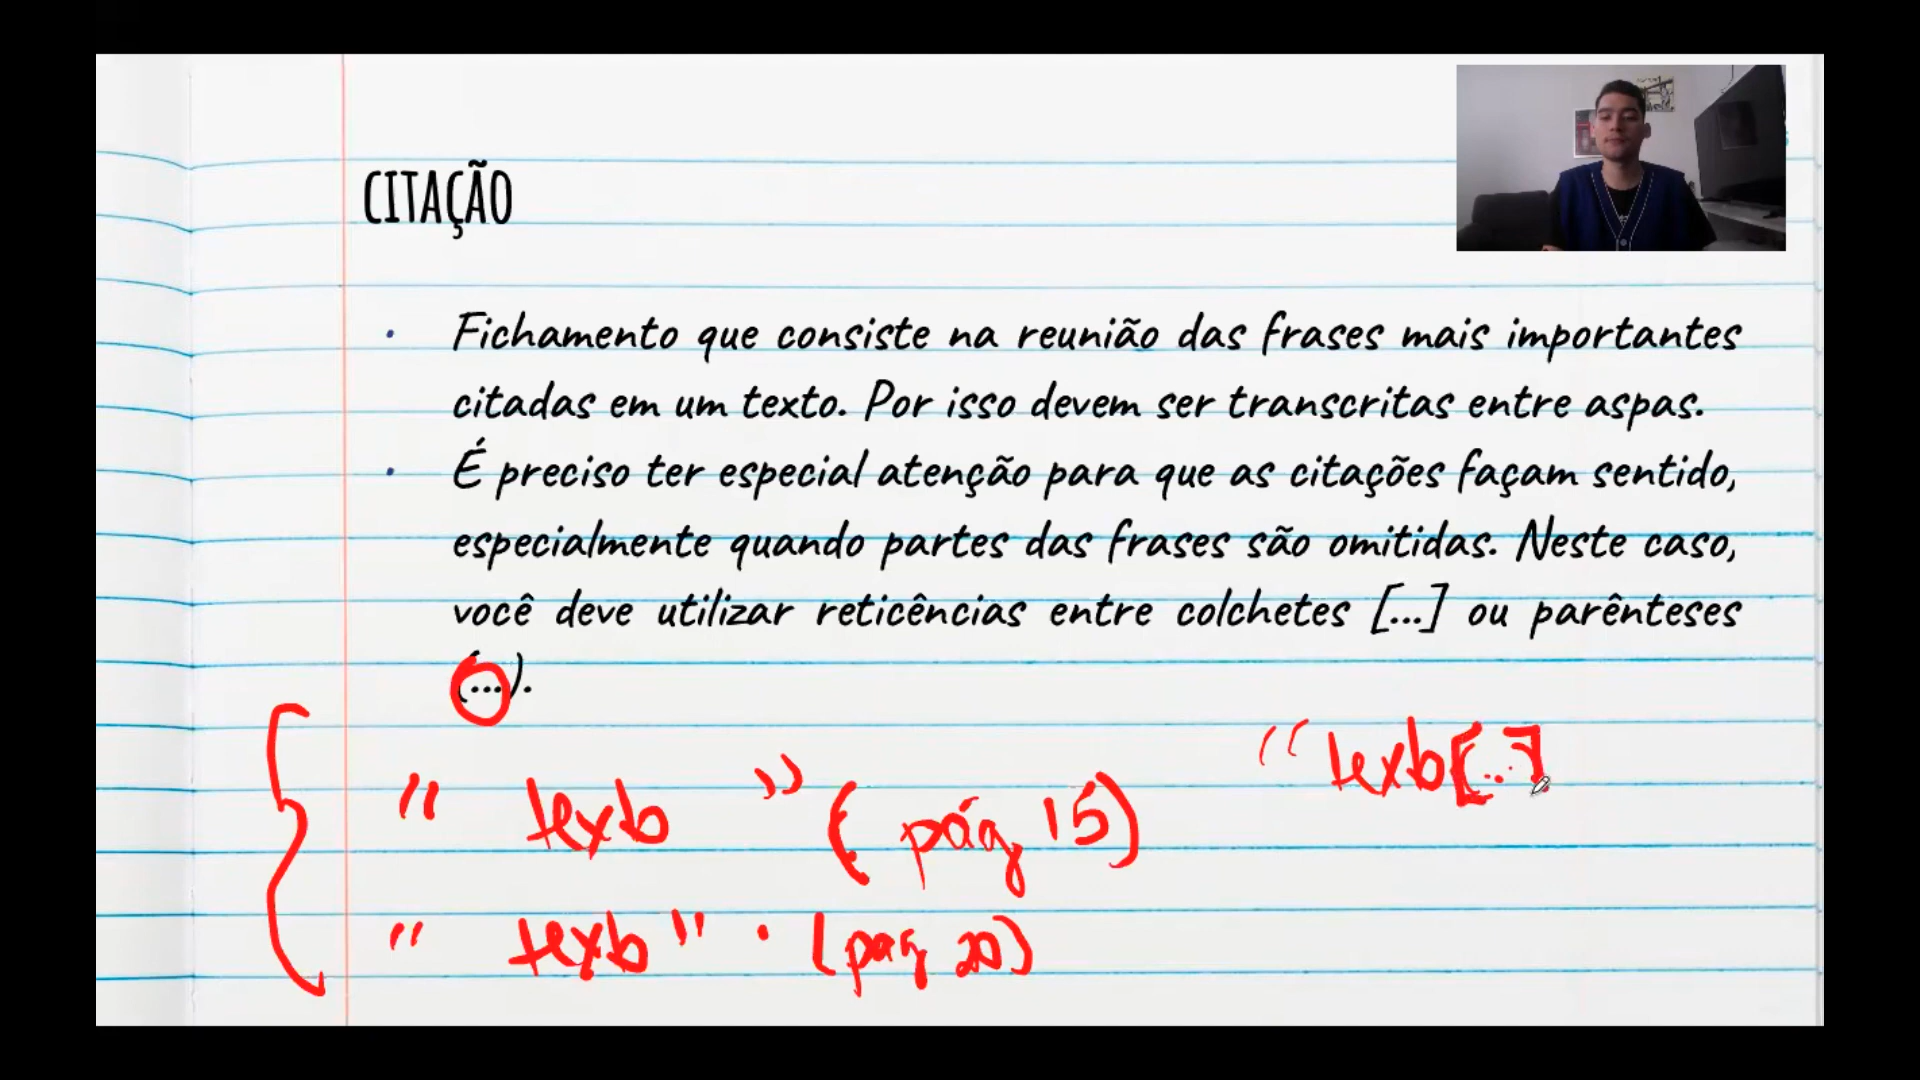 CITAÇÃO
• Fichamento que consiste na reunião das frases mais importantes
citadas em um texto. Por isso devem ser transcritas entre aspas.
• É preciso ter especial atenção para que as citações façam sentido,
especialmente quando partes das frases são omitidas. Neste caso,
você deve utilizar reticências entre colchetes [...] ou parênteses
(...).
" texto [..]
" texto " ( pág 15)
" texto " . (pag 20)